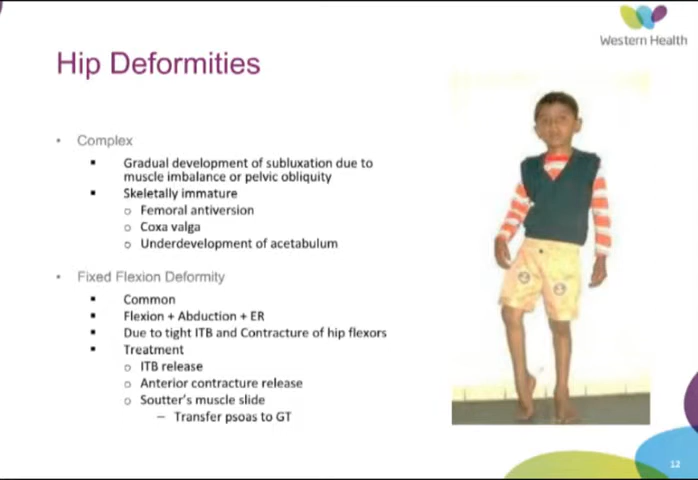 Western Health
Hip Deformities
• Complex
▪ Gradual development of subluxation due to
muscle imbalance or pelvic obliquity
▪ Skeletally immature
o Femoral antiversion
o Coxa valga
o Underdevelopment of acetabulum
• Fixed Flexion Deformity
▪ Common
▪ Flexion + Abduction + ER
▪ Due to tight ITB and Contracture of hip flexors
▪ Treatment
o ITB release
o Anterior contracture release
o Soutter's muscle slide
– Transfer psoas to GT
12